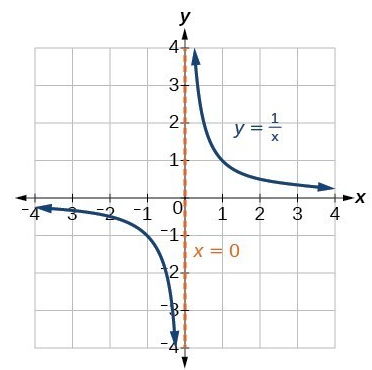 y
4
3
2
y = 1/x
1
x
-4 -3 -2 -1 0 1 2 3 4
-1
x = 0
-2
-3
-4